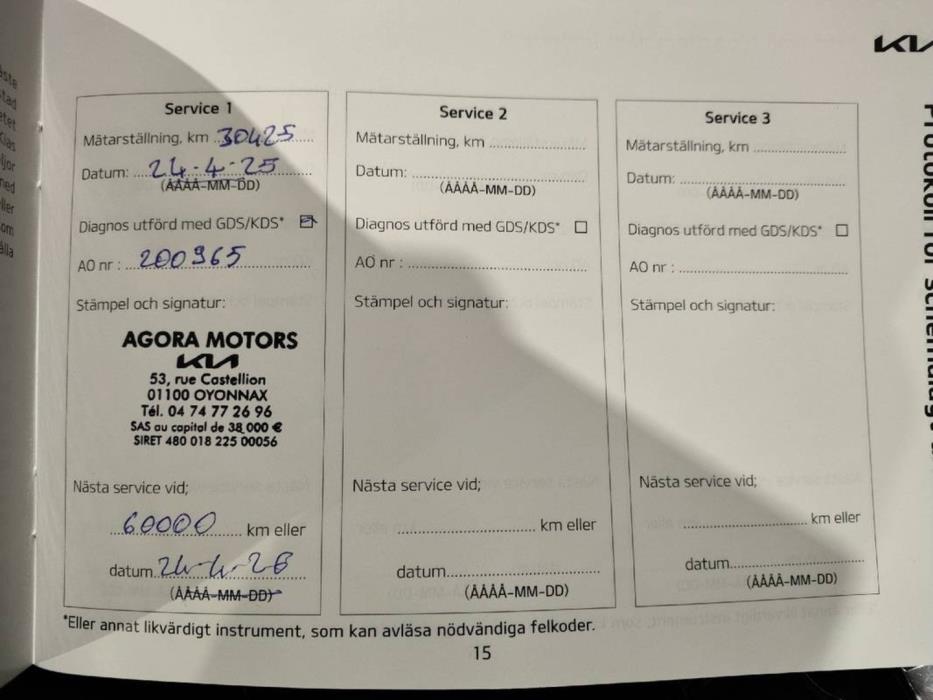 KIA
Service 1
Mätarställning, km 30425
Datum: 24-4-25
(ÅÅÅÅ-MM-DD)
Diagnos utförd med GDS/KDS*
AO nr : 200965
Stämpel och signatur:
AGORA MOTORS
KIA
53, rue Castellion
01100 OYONNAX
Tél. 04 74 77 26 96
SAS au capital de 38 000 €
SIRET 480 018 225 00056
Nästa service vid;
60000 km eller
datum 24-4-26
(ÅÅÅÅ-MM-DD)
Service 2
Mätarställning, km
Datum:
(ÅÅÅÅ-MM-DD)
Diagnos utförd med GDS/KDS*
AO nr :
Stämpel och signatur:
Nästa service vid;
km eller
datum
(ÅÅÅÅ-MM-DD)
Service 3
Mätarställning, km
Datum:
(ÅÅÅÅ-MM-DD)
Diagnos utförd med GDS/KDS*
AO nr :
Stämpel och signatur:
Nästa service vid;
km eller
datum
(ÅÅÅÅ-MM-DD)
*Eller annat likvärdigt instrument, som kan avläsa nödvändiga felkoder.
15
Protokoll för